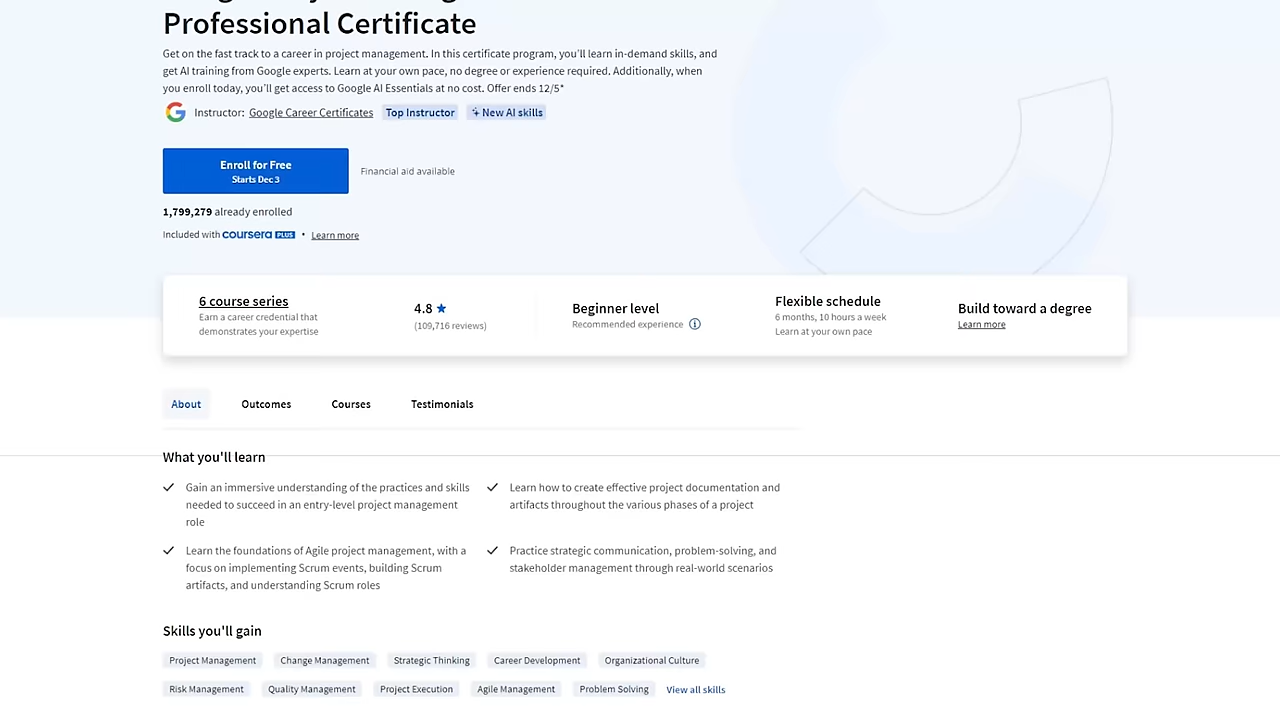 Professional Certificate
Get on the fast track to a career in project management. In this certificate program, you'll learn in-demand skills, and
get AI training from Google experts. Learn at your own pace, no degree or experience required. Additionally, when
you enroll today, you'll get access to Google AI Essentials at no cost. Offer ends 12/5*
Instructor: Google Career Certificates Top Instructor New AI skills
Enroll for Free
Starts Dec 3
Financial aid available
1,799,279 already enrolled
Included with coursera PLUS • Learn more
6 course series
Earn a career credential that
demonstrates your expertise
4.8
(109,716 reviews)
Beginner level
Recommended experience
Flexible schedule
6 months, 10 hours a week
Learn at your own pace
Build toward a degree
Learn more
About Outcomes Courses Testimonials
What you'll learn
Gain an immersive understanding of the practices and skills
needed to succeed in an entry-level project management
role
Learn how to create effective project documentation and
artifacts throughout the various phases of a project
Learn the foundations of Agile project management, with a
focus on implementing Scrum events, building Scrum
artifacts, and understanding Scrum roles
Practice strategic communication, problem-solving, and
stakeholder management through real-world scenarios
Skills you'll gain
Project Management Change Management Strategic Thinking Career Development Organizational Culture
Risk Management Quality Management Project Execution Agile Management Problem Solving View all skills